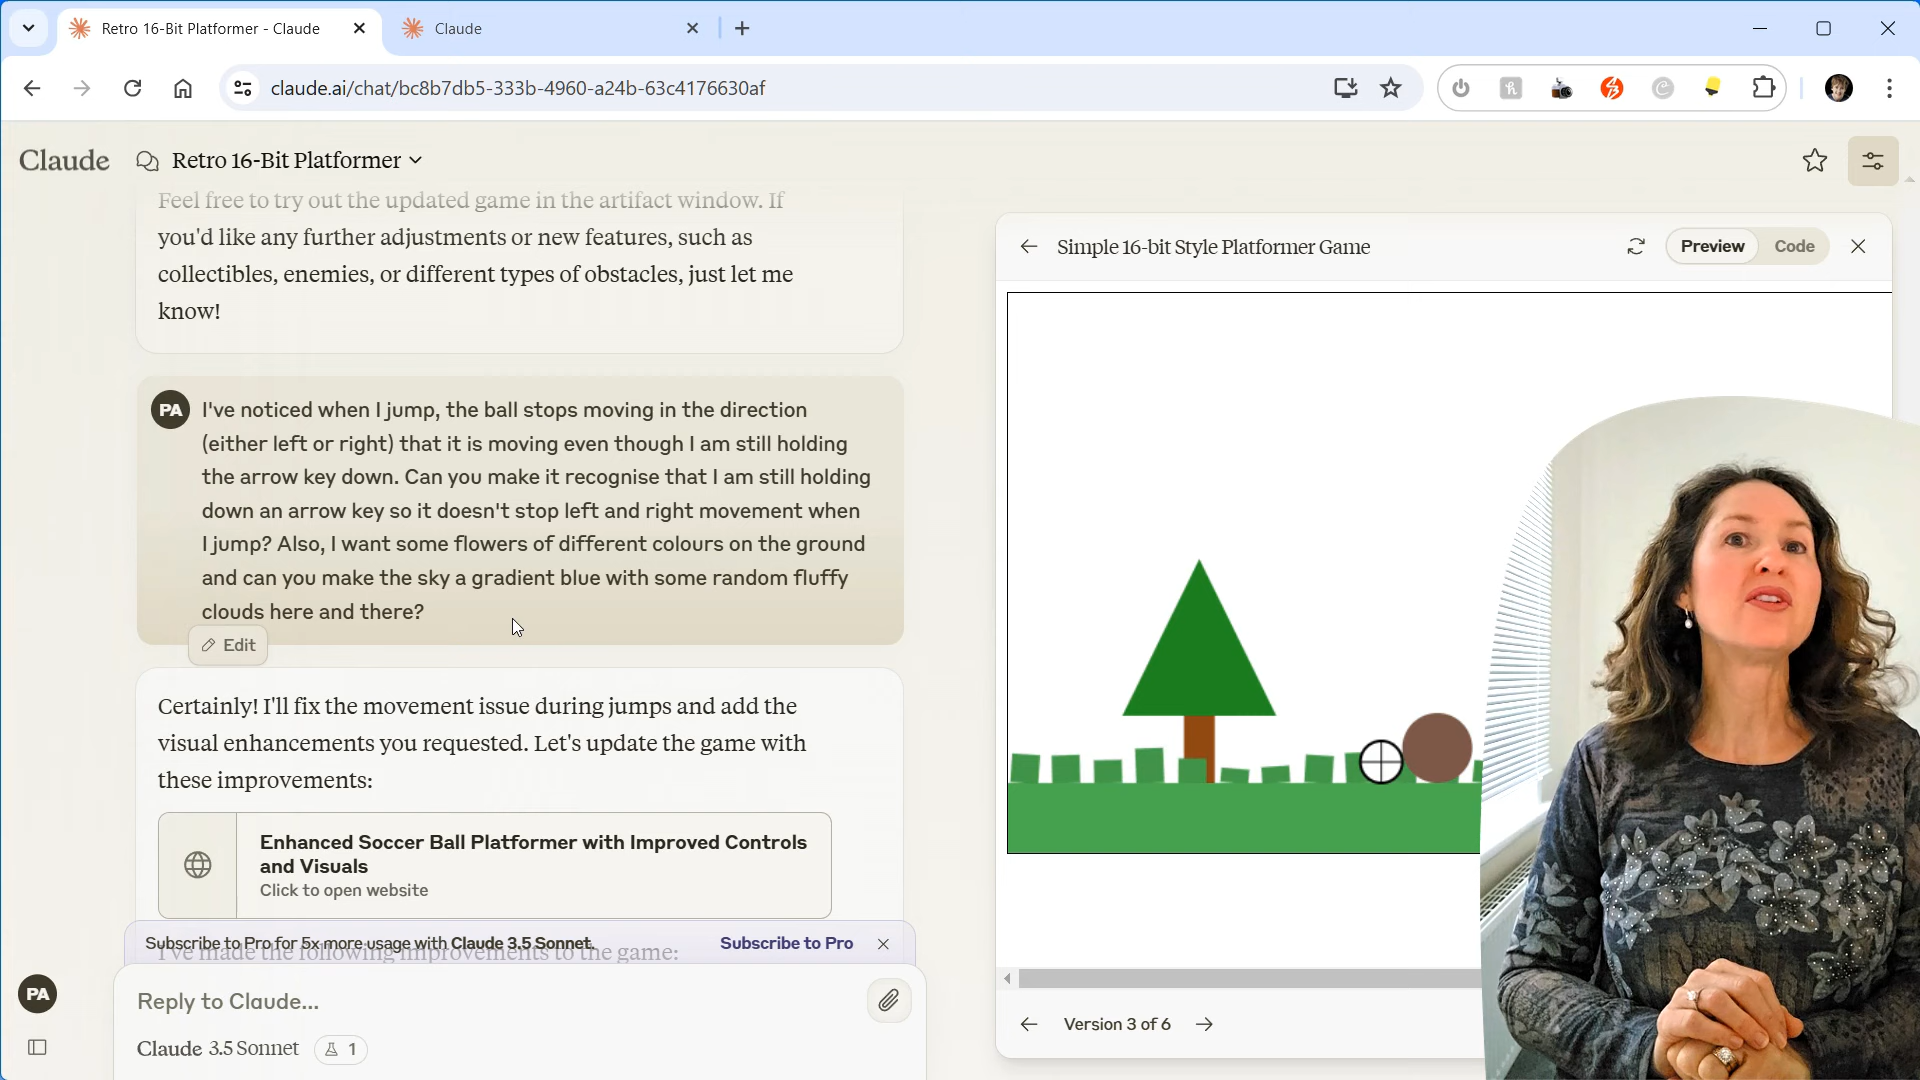 Retro 16-Bit Platformer - Claude
Claude
claude.ai/chat/bc8b7db5-333b-4960-a24b-63c4176630af
Claude
Retro 16-Bit Platformer
Feel free to try out the updated game in the artifact window. If
you'd like any further adjustments or new features, such as
collectibles, enemies, or different types of obstacles, just let me
know!
PA
I've noticed when I jump, the ball stops moving in the direction
(either left or right) that it is moving even though I am still holding
the arrow key down. Can you make it recognise that I am still holding
down an arrow key so it doesn't stop left and right movement when
I jump? Also, I want some flowers of different colours on the ground
and can you make the sky a gradient blue with some random fluffy
clouds here and there?
Edit
Certainly! I'll fix the movement issue during jumps and add the
visual enhancements you requested. Let's update the game with
these improvements:
Enhanced Soccer Ball Platformer with Improved Controls
and Visuals
Click to open website
Subscribe to Pro for 5x more usage with Claude 3.5 Sonnet.
Subscribe to Pro
I've made the following improvements to the game:
PA
Reply to Claude...
Claude 3.5 Sonnet
1
Simple 16-bit Style Platformer Game
Preview
Code
Version 3 of 6